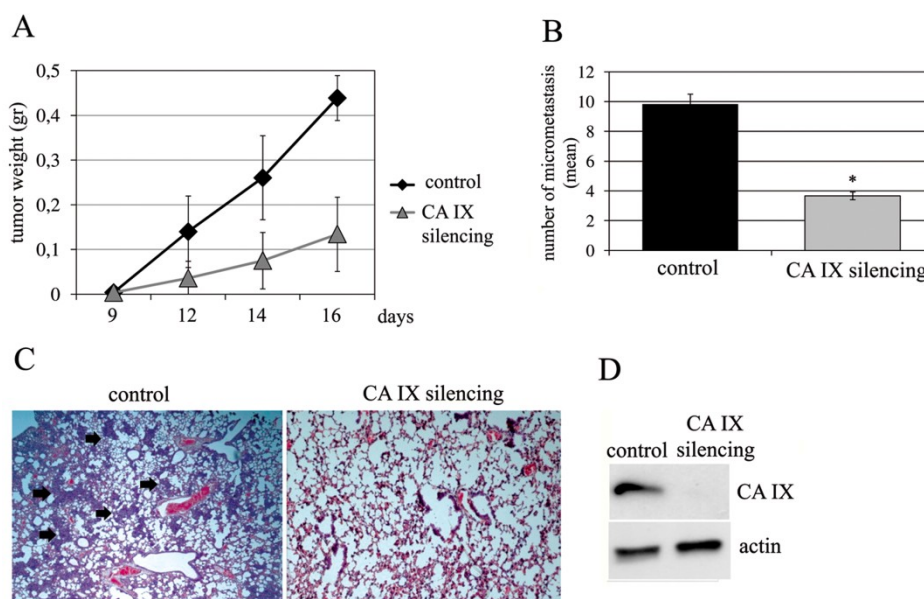 A
tumor weight (gr)
0,5
0,4
0,3
0,2
0,1
0
9 12 14 16 days
control
CA IX
silencing
B
number of micrometastasis
(mean)
12
10
8
6
4
2
0
*
control CA IX silencing
C
control CA IX silencing
D
control CA IX
silencing
CA IX
actin